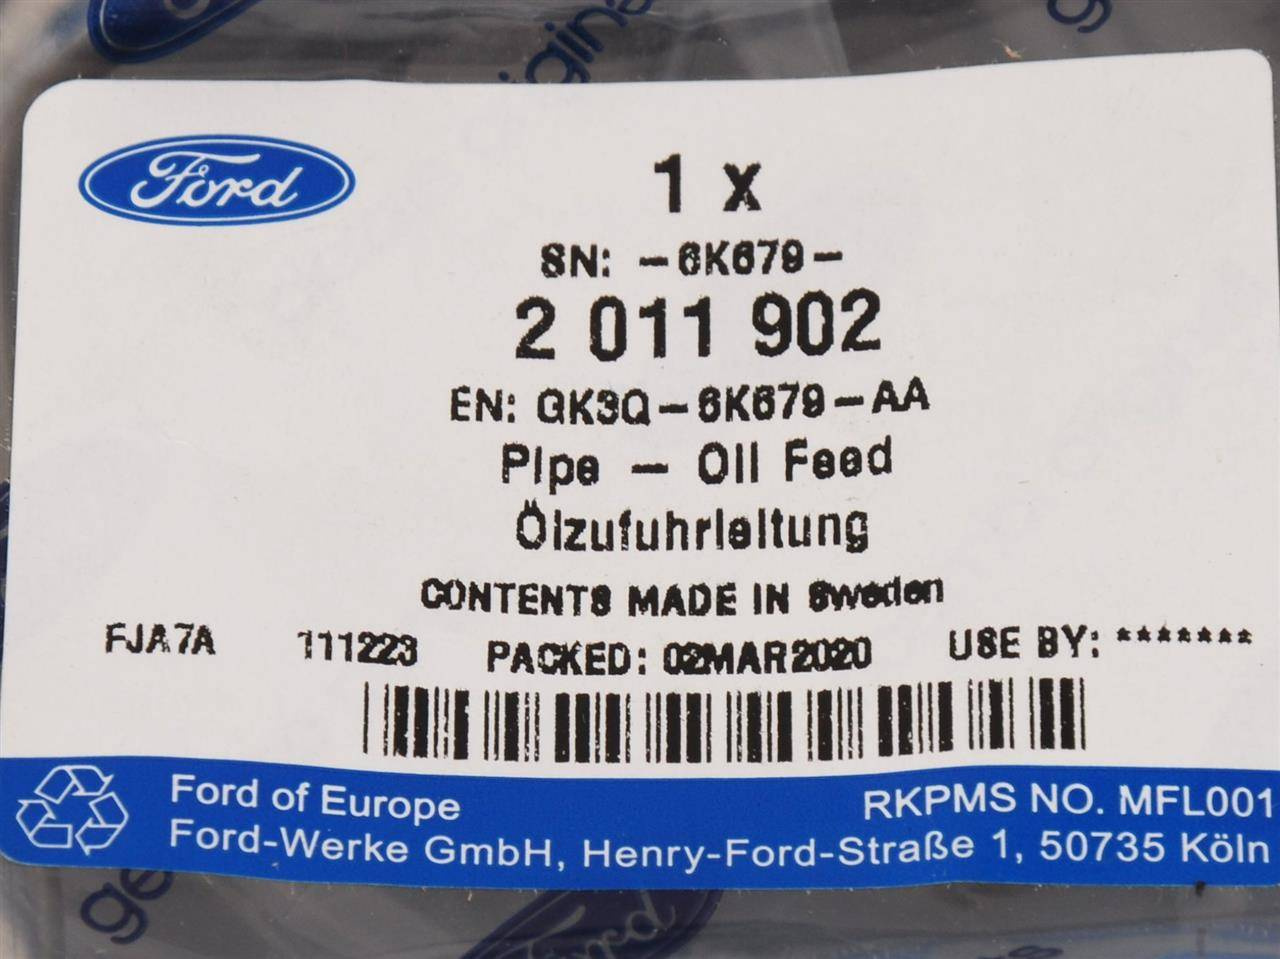 genuine
Ford
1 x
SN: -6K679-
2 011 902
EN: GK3Q-6K679-AA
Pipe - Oil Feed
Ölzufuhrleitung
CONTENTS MADE IN Sweden
FJA7A 111223 PACKED: 02MAR2020 USE BY: *******
Ford of Europe RKPMS NO. MFL001
Ford-Werke GmbH, Henry-Ford-Straße 1, 50735 Köln
Ford